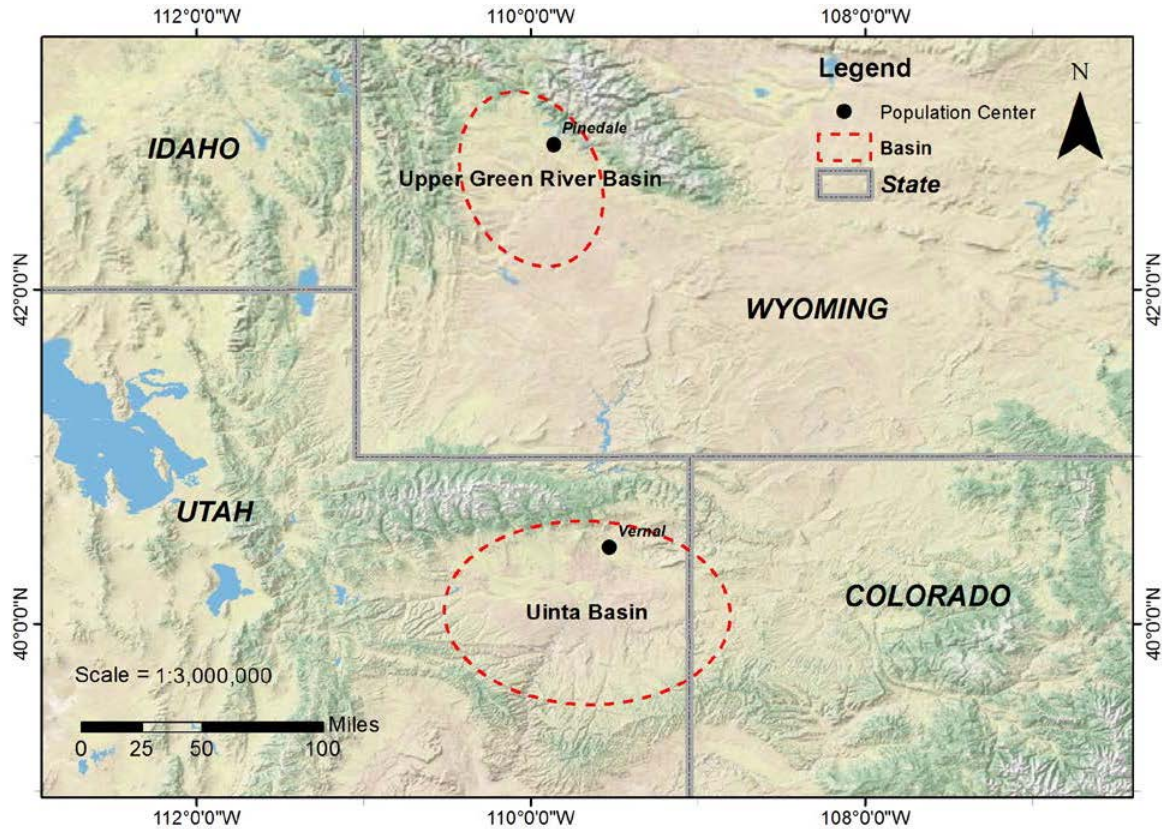 112°0'0"W 110°0'0"W 108°0'0"W
Legend
N
Population Center
Basin
State
Pinedale
IDAHO
Upper Green River Basin
42°0'0"N
42°0'0"N
WYOMING
UTAH
Vernal
COLORADO
Uinta Basin
40°0'0"N
40°0'0"N
Scale = 1:3,000,000
Miles
0 25 50 100
112°0'0"W 110°0'0"W 108°0'0"W